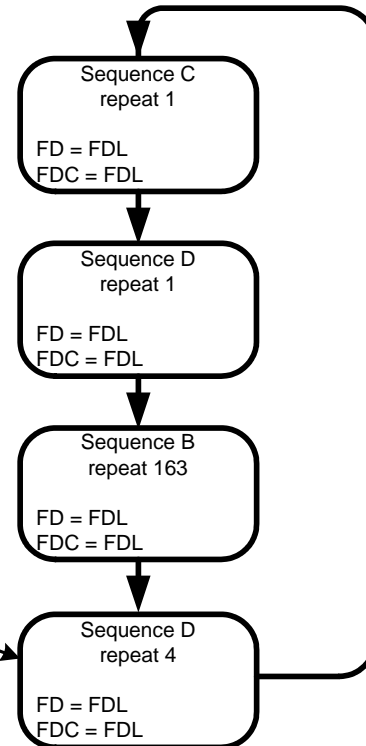 Sequence C
repeat 1
FD = FDL
FDC = FDL
Sequence D
repeat 1
FD = FDL
FDC = FDL
Sequence B
repeat 163
FD = FDL
FDC = FDL
Sequence D
repeat 4
FD = FDL
FDC = FDL